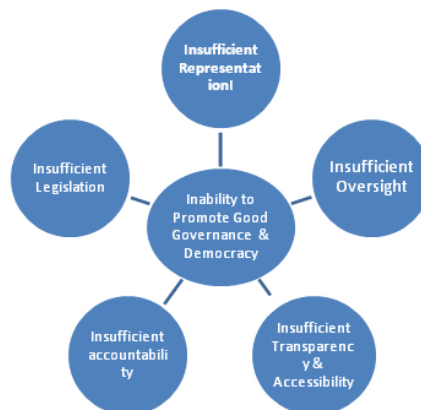 Insufficient
Representat
ionl
Insufficient
Legislation
Insufficient
Oversight
Inability to
Promote Good
Governance &
Democracy
Insufficient
accountabili
ty
Insufficient
Transparenc
y &
Accessibility